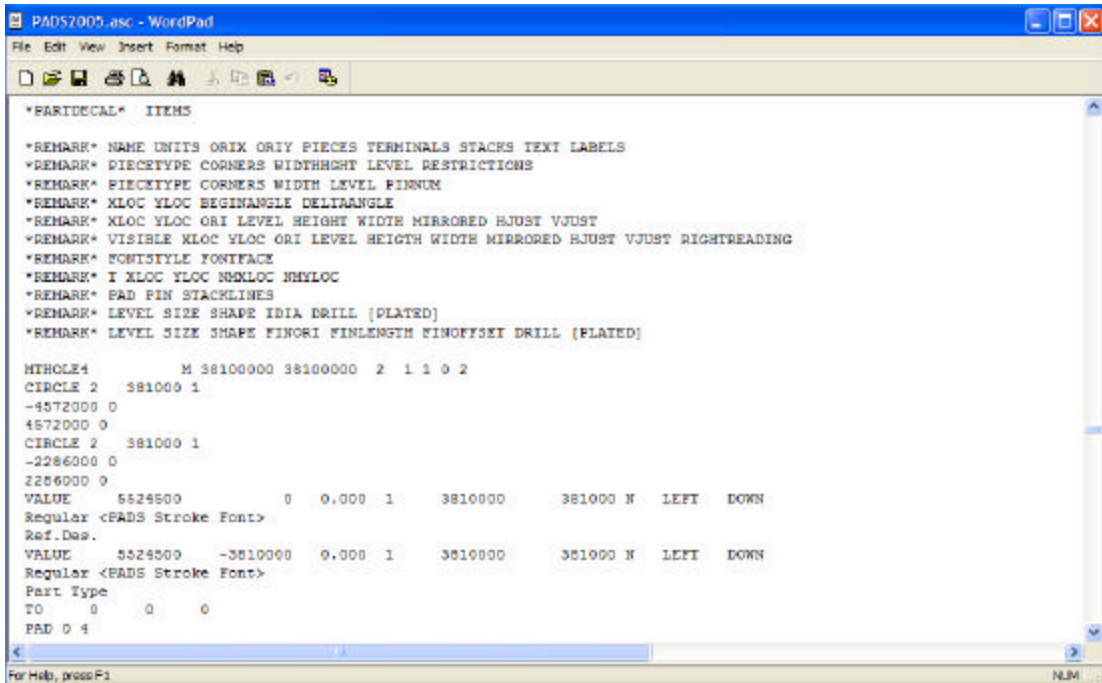 PADS2005.asc - WordPad
File Edit View Insert Format Help
*PARTDECAL* ITEMS
*REMARK* NAME UNITS ORIX ORIY PIECES TERMINALS STACKS TEXT LABELS
*REMARK* PIECETYPE CORNERS WIDTHHGHT LEVEL RESTRICTIONS
*REMARK* PIECETYPE CORNERS WIDTH LEVEL PINNUM
*REMARK* XLOC YLOC BEGINANGLE DELTAANGLE
*REMARK* XLOC YLOC ORI LEVEL HEIGHT WIDTH MIRRORED HJUST VJUST
*REMARK* VISIBLE XLOC YLOC ORI LEVEL HEIGTH WIDTH MIRRORED HJUST VJUST RIGHTREADING
*REMARK* FONTSTYLE FONTFACE
*REMARK* T XLOC YLOC NMXLOC NMYLOC
*REMARK* PAD PIN STACKLINES
*REMARK* LEVEL SIZE SHAPE IDIA DRILL [PLATED]
*REMARK* LEVEL SIZE SHAPE FINORI FINLENGTH FINOFFSET DRILL [PLATED]
MTHOLE4 M 38100000 38100000 2 1 1 0 2
CIRCLE 2 381000 1
-4572000 0
4572000 0
CIRCLE 2 381000 1
-2286000 0
2286000 0
VALUE 5524500 0 0.000 1 3810000 381000 N LEFT DOWN
Regular <PADS Stroke Font>
Ref.Des.
VALUE 5524500 -3810000 0.000 1 3810000 381000 N LEFT DOWN
Regular <PADS Stroke Font>
Part Type
T0 0 0 0
PAD 0 4
For Help, press F1
NUM